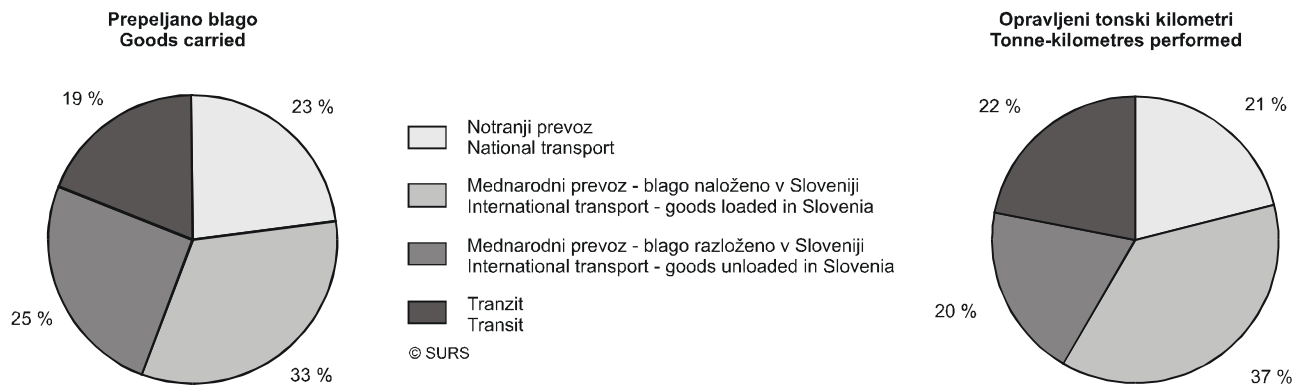 Prepeljano blago
Goods carried
19 %
23 %
25 %
33 %
Notranji prevoz
National transport
Mednarodni prevoz - blago naloženo v Sloveniji
International transport - goods loaded in Slovenia
Mednarodni prevoz - blago razloženo v Sloveniji
International transport - goods unloaded in Slovenia
Tranzit
Transit
© SURS
Opravljeni tonski kilometri
Tonne-kilometres performed
22 %
21 %
20 %
37 %